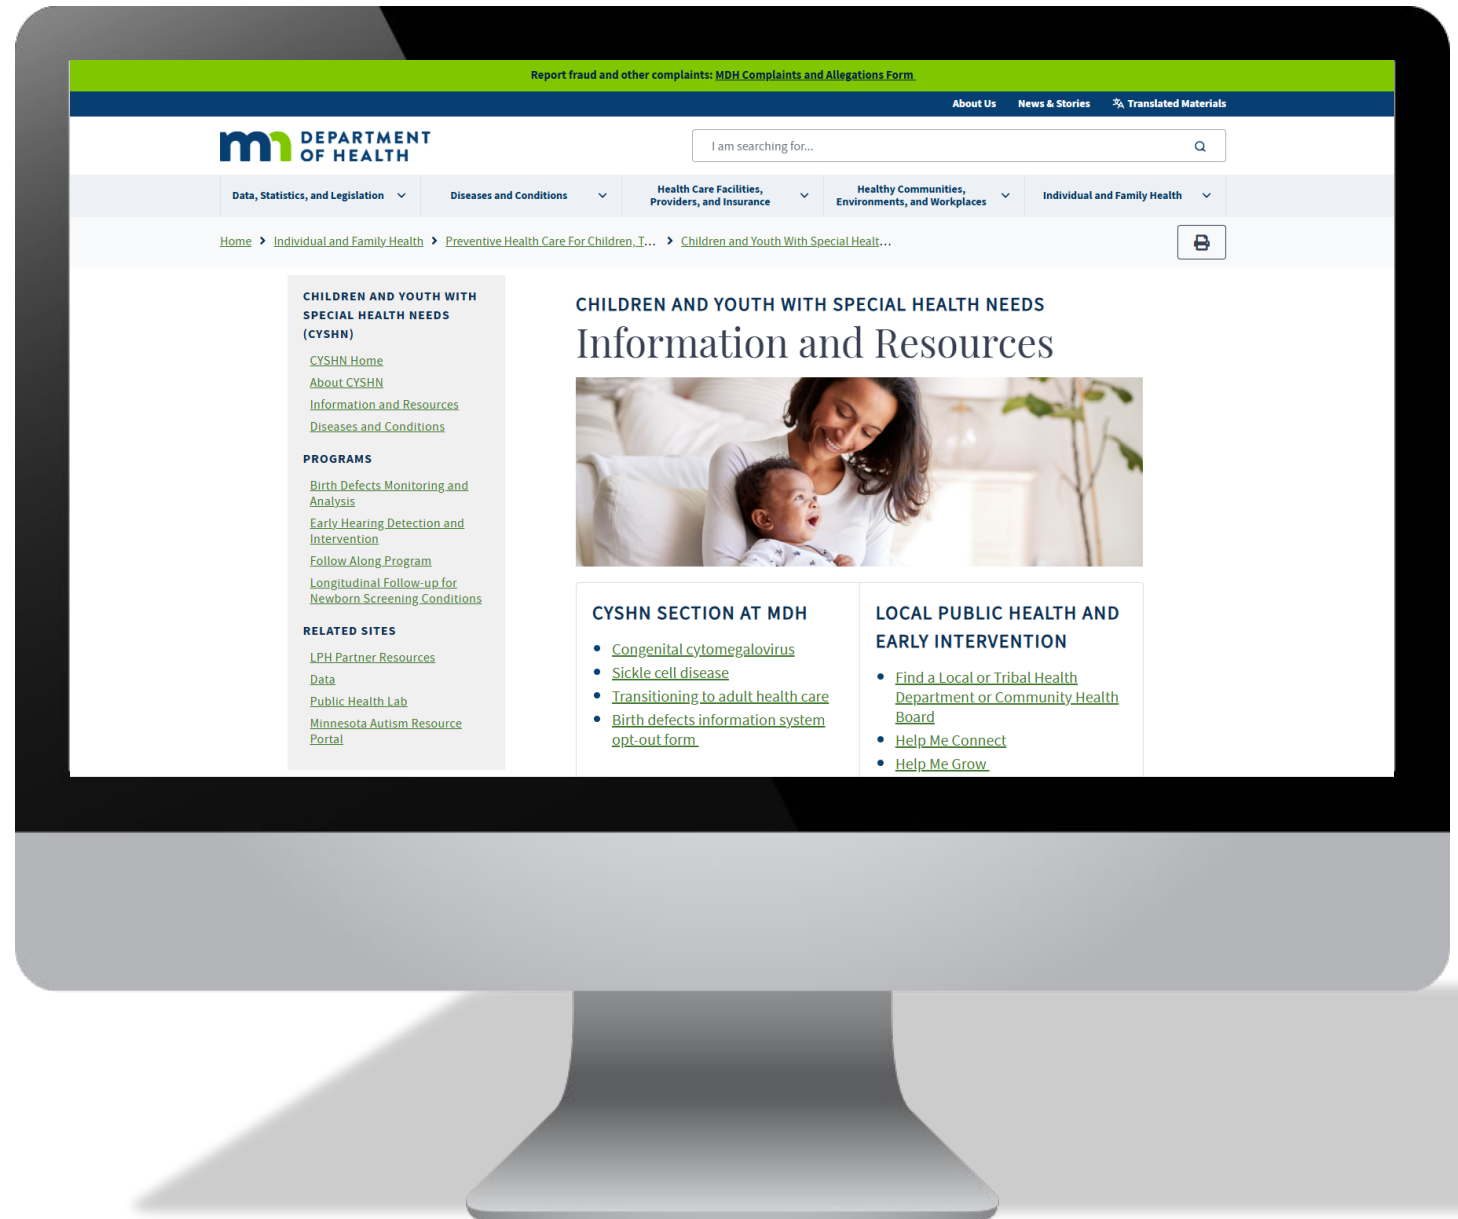 Report fraud and other complaints: MDH Complaints and Allegations Form
About Us News & Stories Translated Materials
mn DEPARTMENT
OF HEALTH
I am searching for...
Data, Statistics, and Legislation
Diseases and Conditions
Health Care Facilities,
Providers, and Insurance
Healthy Communities,
Environments, and Workplaces
Individual and Family Health
Home > Individual and Family Health > Preventive Health Care For Children, T... > Children and Youth With Special Healt...
CHILDREN AND YOUTH WITH
SPECIAL HEALTH NEEDS
(CYSHN)
CYSHN Home
About CYSHN
Information and Resources
Diseases and Conditions
PROGRAMS
Birth Defects Monitoring and
Analysis
Early Hearing Detection and
Intervention
Follow Along Program
Longitudinal Follow-up for
Newborn Screening Conditions
RELATED SITES
LPH Partner Resources
Data
Public Health Lab
Minnesota Autism Resource
Portal
CHILDREN AND YOUTH WITH SPECIAL HEALTH NEEDS
Information and Resources
CYSHN SECTION AT MDH
Congenital cytomegalovirus
Sickle cell disease
Transitioning to adult health care
Birth defects information system
opt-out form
LOCAL PUBLIC HEALTH AND
EARLY INTERVENTION
Find a Local or Tribal Health
Department or Community Health
Board
Help Me Connect
Help Me Grow